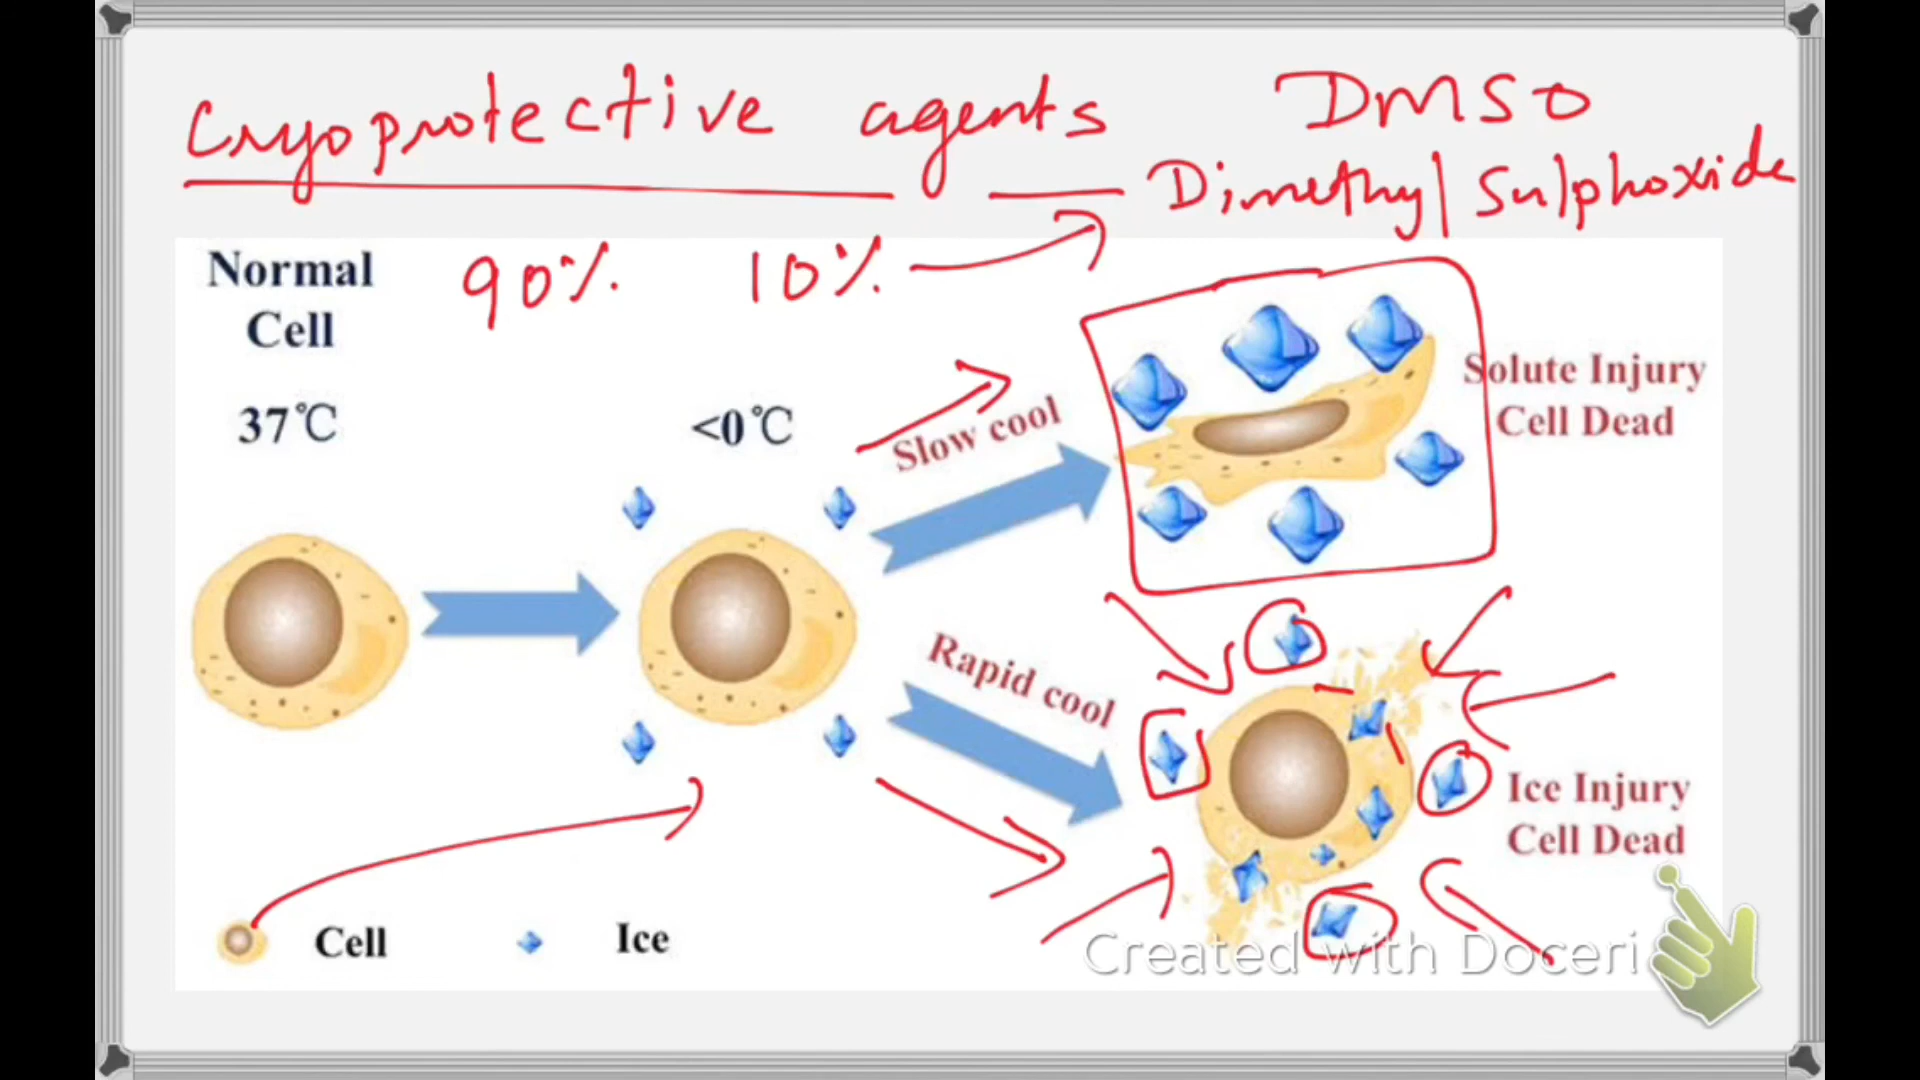 Cryoprotective agents DMSO
Dimethyl Sulphoxide
Normal
Cell
90% 10%
37℃
<0℃
Slow cool
Solute Injury
Cell Dead
Rapid cool
Ice Injury
Cell Dead
Cell
Ice
Created with Doceri